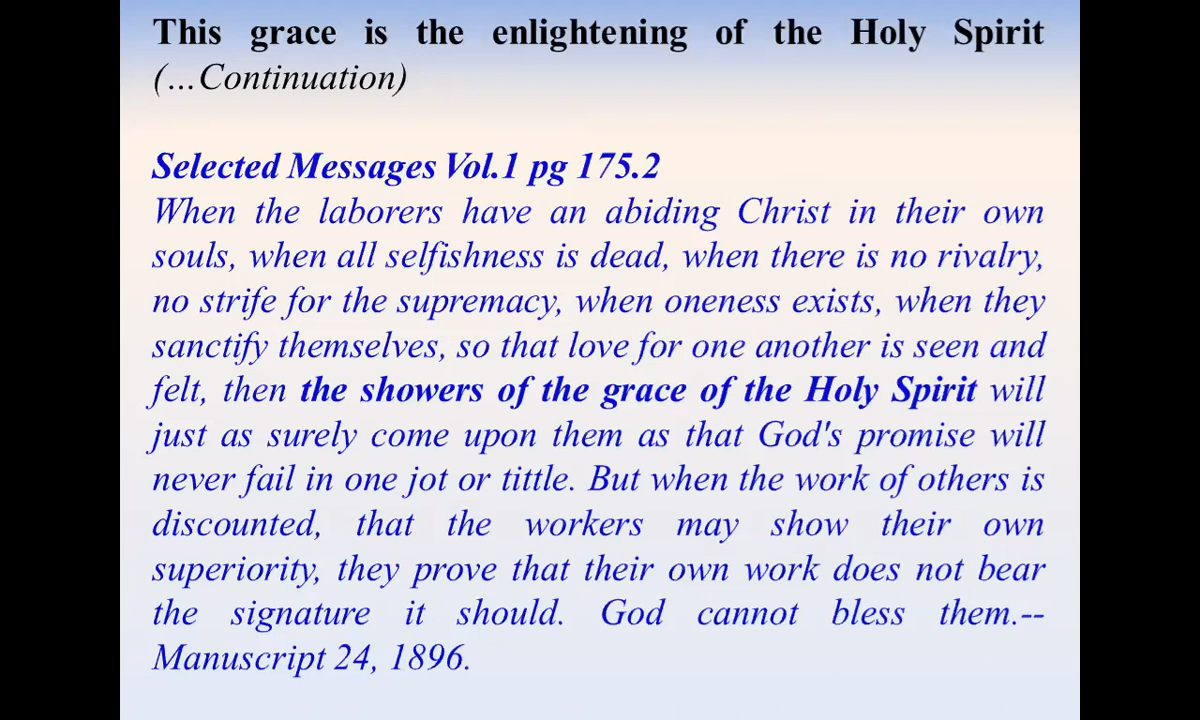 This grace is the enlightening of the Holy Spirit
(...Continuation)
Selected Messages Vol.1 pg 175.2
When the laborers have an abiding Christ in their own
souls, when all selfishness is dead, when there is no rivalry,
no strife for the supremacy, when oneness exists, when they
sanctify themselves, so that love for one another is seen and
felt, then the showers of the grace of the Holy Spirit will
just as surely come upon them as that God's promise will
never fail in one jot or tittle. But when the work of others is
discounted, that the workers may show their own
superiority, they prove that their own work does not bear
the signature it should. God cannot bless them.--
Manuscript 24, 1896.